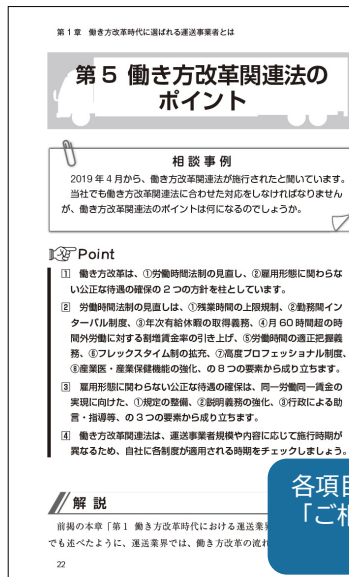 第1章 働き方改革時代に選ばれる運送事業者とは
第5 働き方改革関連法の
ポイント
相談事例
2019年4月から、働き方改革関連法が施行されたと聞いています。
当社でも働き方改革関連法に合わせた対応をしなければなりません
が、働き方改革関連法のポイントは何になるのでしょうか。
Point
1 働き方改革は、①労働時間法制の見直し、②雇用形態に関わらな
い公正な待遇の確保の2つの方針を柱としています。
2 労働時間法制の見直しは、①残業時間の上限規制、②勤務間イン
ターバル制度、③年次有給休暇の取得義務、④月60時間超の時
間外労働に対する割増賃金率の引き上げ、⑤労働時間の適正把握義
務、⑥フレックスタイム制の拡充、⑦高度プロフェッショナル制度、
⑧産業医・産業保健機能の強化、の8つの要素から成り立ちます。
3 雇用形態に関わらない公正な待遇の確保は、同一労働同一賃金の
実現に向けた、①規定の整備、②説明義務の強化、③行政による助
言・指導等、の3つの要素から成り立ちます。
4 働き方改革関連法は、運送事業者規模や内容に応じて施行時期が
異なるため、自社に各制度が適用される時期をチェックしましょう。
解説
前掲の本章「第1 働き方改革時代における運送業
でも述べたように、運送業界では、働き方改革の流れ
22
各項目
「ご相